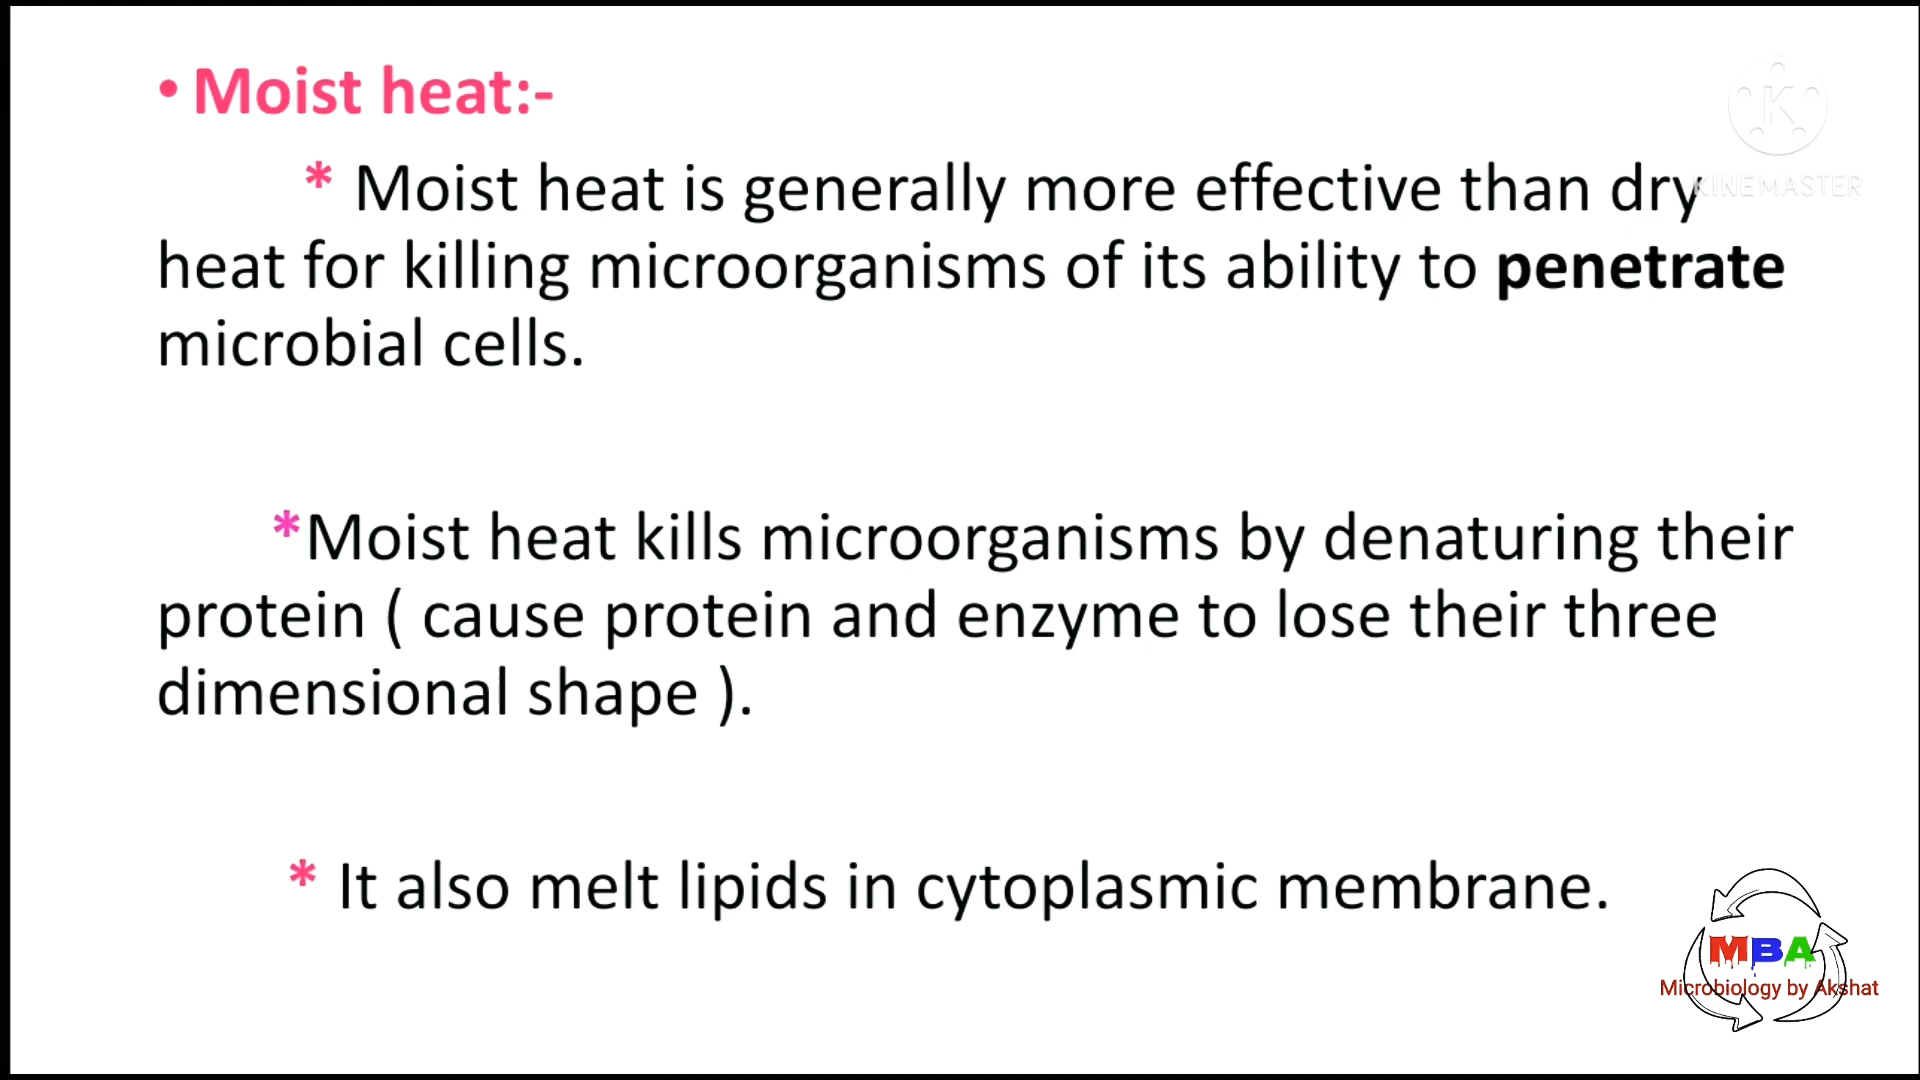 • Moist heat:-
* Moist heat is generally more effective than dry
heat for killing microorganisms of its ability to penetrate
microbial cells.
*Moist heat kills microorganisms by denaturing their
protein ( cause protein and enzyme to lose their three
dimensional shape ).
* It also melt lipids in cytoplasmic membrane.
K
KINEMASTER
MBA
Microbiology by Akshat